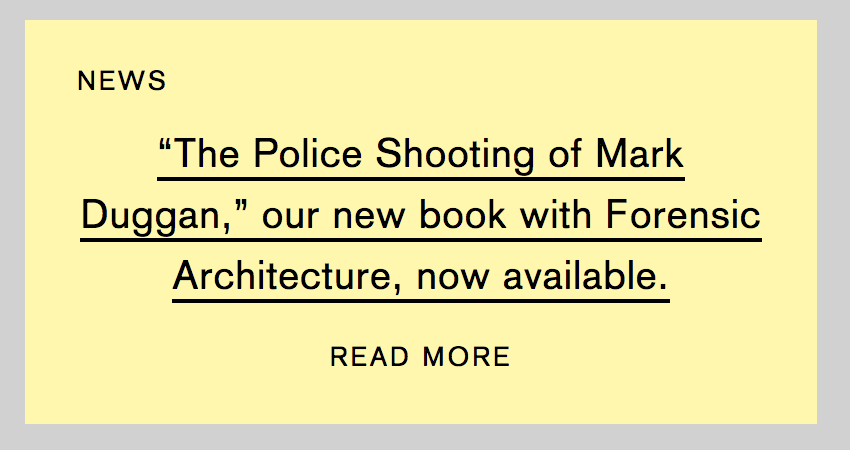 NEWS
“The Police Shooting of Mark
Duggan,” our new book with Forensic
Architecture, now available.
READ MORE